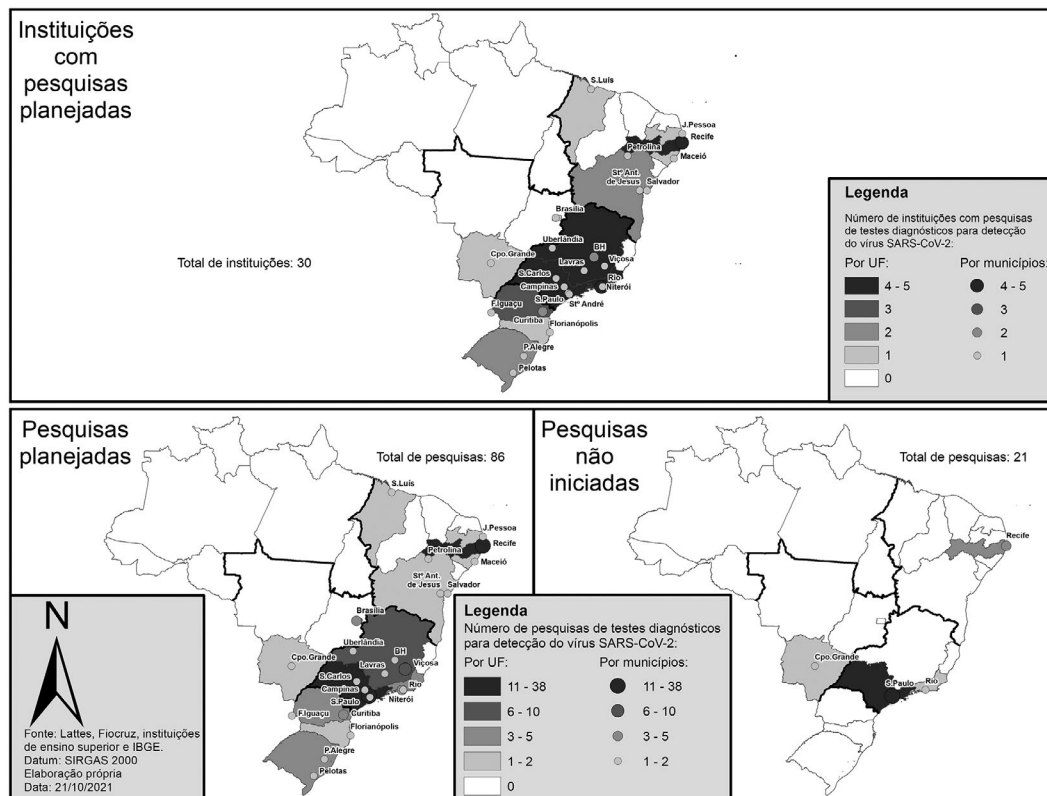 Instituições
com
pesquisas
planejadas
Total de instituições: 30
S.Luís
J.Pessoa
Recife
Petrolina
Maceió
Stº Ant.
de Jesus
Salvador
Brasília
Uberlândia
BH
Cpo.Grande
Lavras
Viçosa
S.Carlos
Rio
Campinas
Niterói
S.Paulo
Stº André
F.Iguaçu
Curitiba
Florianópolis
P.Alegre
Pelotas
Legenda
Número de instituições com pesquisas
de testes diagnósticos para detecção
do vírus SARS-CoV-2:
Por UF:
Por municípios:
4 - 5
4 - 5
3
3
2
2
1
1
0
Pesquisas
planejadas
Total de pesquisas: 86
S.Luís
J.Pessoa
Recife
Petrolina
Maceió
Stº Ant.
de Jesus
Salvador
Brasília
Uberlândia
BH
Cpo.Grande
Lavras
Viçosa
S.Carlos
Rio
Campinas
Niterói
S.Paulo
F.Iguaçu
Curitiba
Florianópolis
P.Alegre
Pelotas
N
Fonte: Lattes, Fiocruz, instituições
de ensino superior e IBGE.
Datum: SIRGAS 2000
Elaboração própria
Data: 21/10/2021
Legenda
Número de pesquisas de testes diagnósticos
para detecção do vírus SARS-CoV-2:
Por UF:
Por municípios:
11 - 38
11 - 38
6 - 10
6 - 10
3 - 5
3 - 5
1 - 2
1 - 2
0
Pesquisas
não
iniciadas
Total de pesquisas: 21
Recife
Cpo.Grande
S.Paulo
Rio